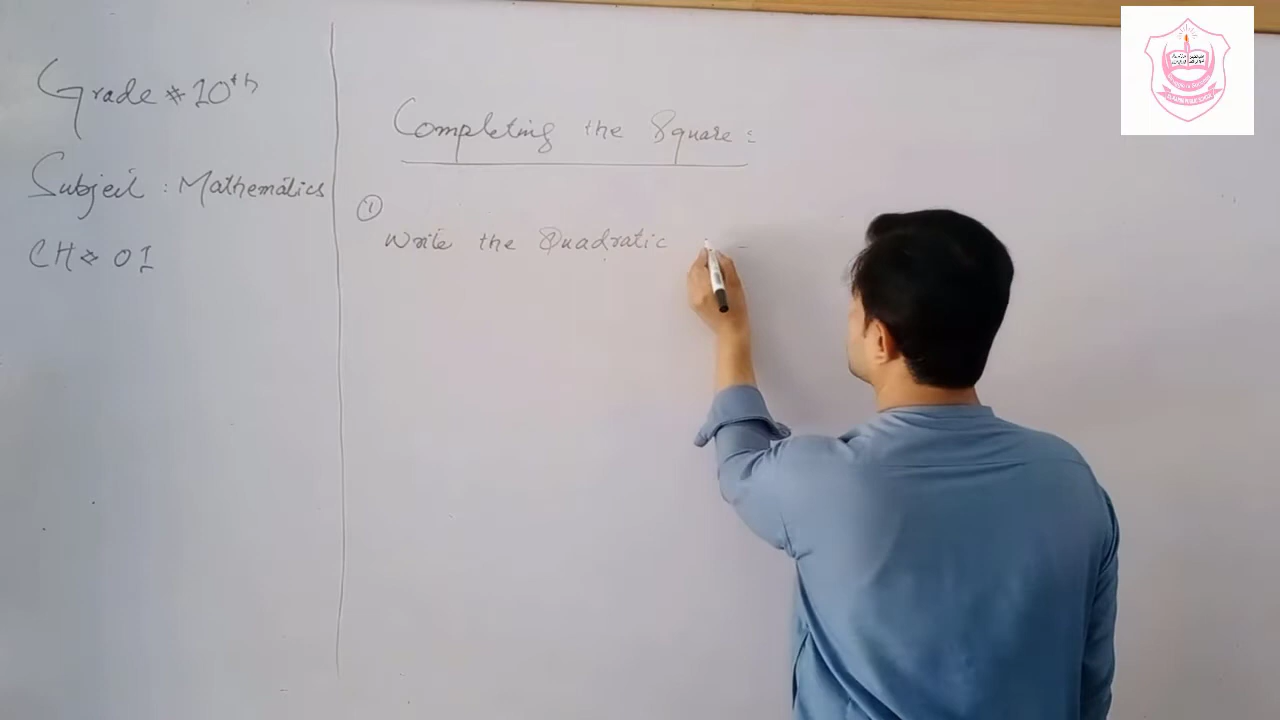 Grade # 10th
Subject : Mathematics
CH # 01
Completing the Square :
①
Write the Quadratic